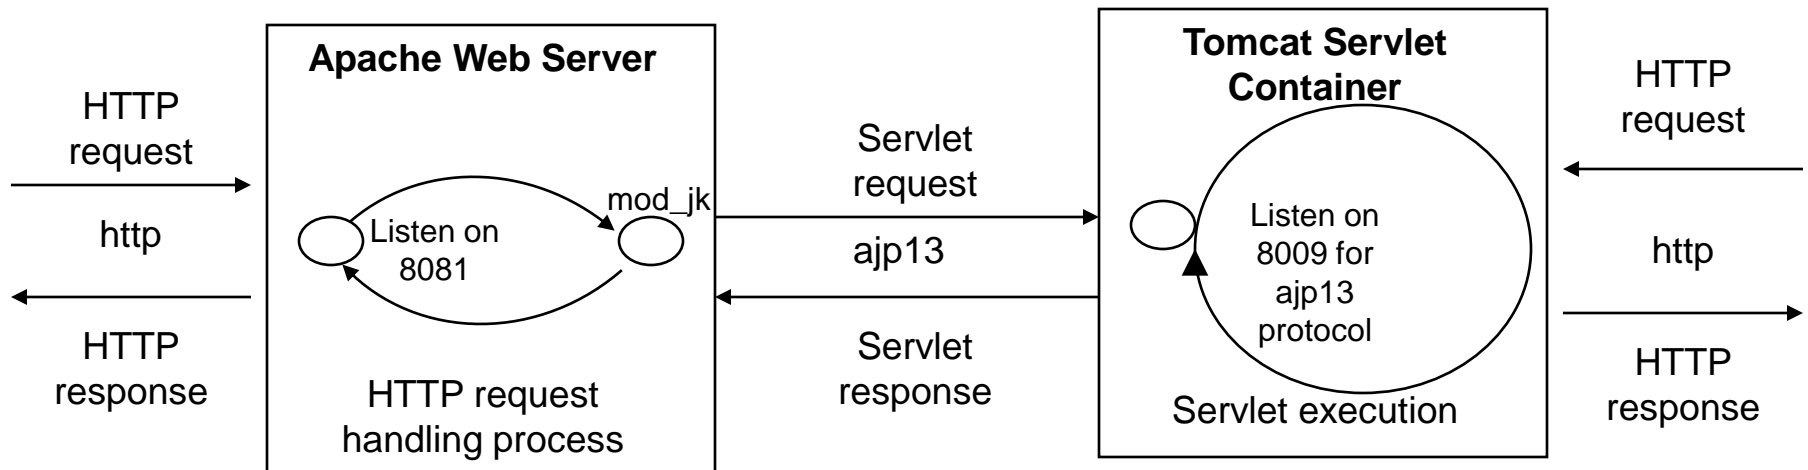 HTTP
request
http
HTTP
response
Apache Web Server
mod_jk
Listen on
8081
HTTP request
handling process
Servlet
request
ajp13
Servlet
response
Tomcat Servlet
Container
Listen on
8009 for
ajp13
protocol
Servlet execution
HTTP
request
http
HTTP
response